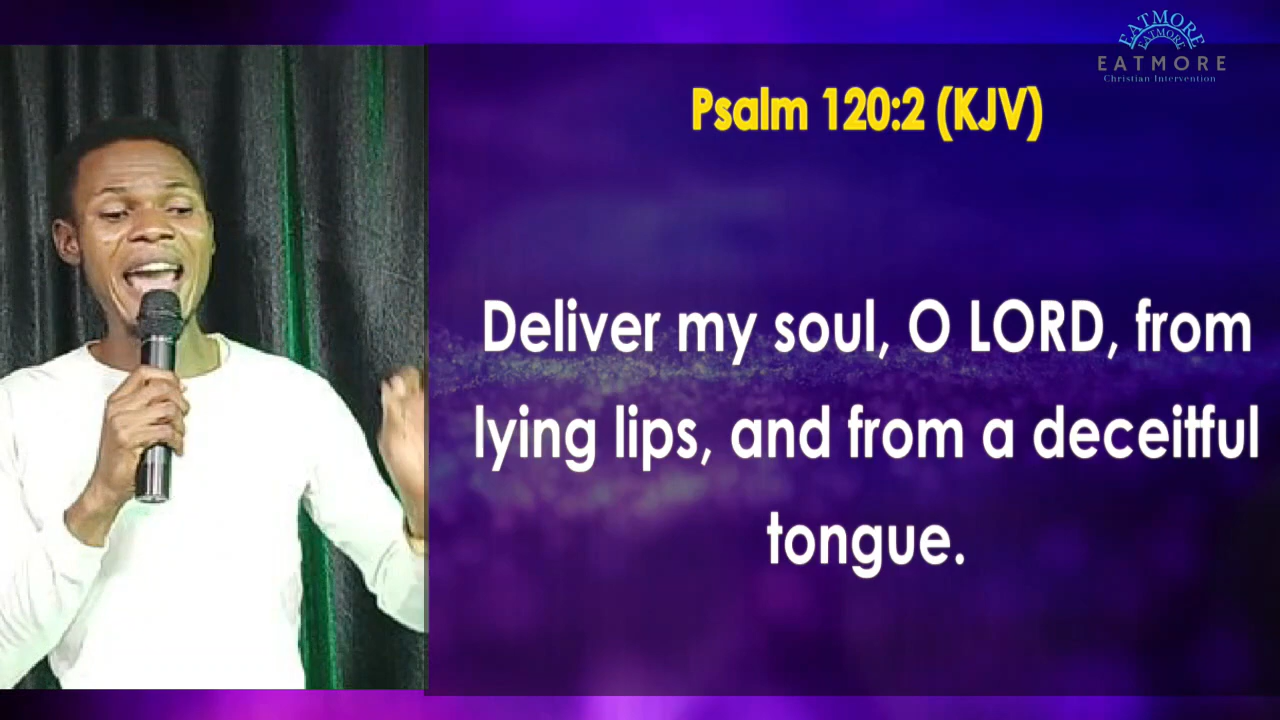 EATMORE
EATMORE
EATMORE
Christian Intervention
Psalm 120:2 (KJV)
Deliver my soul, O LORD, from
lying lips, and from a deceitful
tongue.